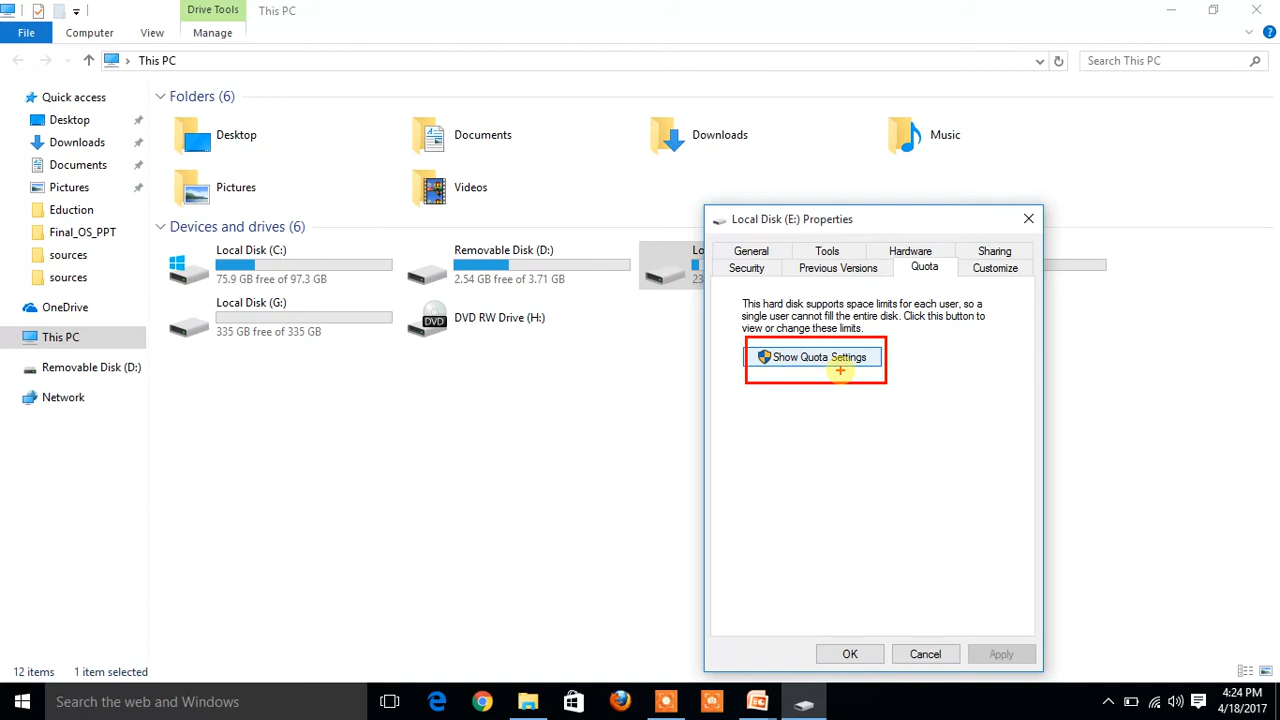 Drive Tools
This PC
File
Computer
View
Manage
This PC
Search This PC
Quick access
Desktop
Downloads
Documents
Pictures
Eduction
Final_OS_PPT
sources
sources
OneDrive
This PC
Removable Disk (D:)
Network
Folders (6)
Desktop
Documents
Downloads
Music
Pictures
Videos
Devices and drives (6)
Local Disk (C:)
75.9 GB free of 97.3 GB
Removable Disk (D:)
2.54 GB free of 3.71 GB
Lo
23
Local Disk (G:)
335 GB free of 335 GB
DVD
DVD RW Drive (H:)
Local Disk (E:) Properties
General
Tools
Hardware
Sharing
Security
Previous Versions
Quota
Customize
This hard disk supports space limits for each user, so a
single user cannot fill the entire disk. Click this button to
view or change these limits.
Show Quota Settings
OK
Cancel
Apply
12 items
1 item selected
Search the web and Windows
4:24 PM
4/18/2017